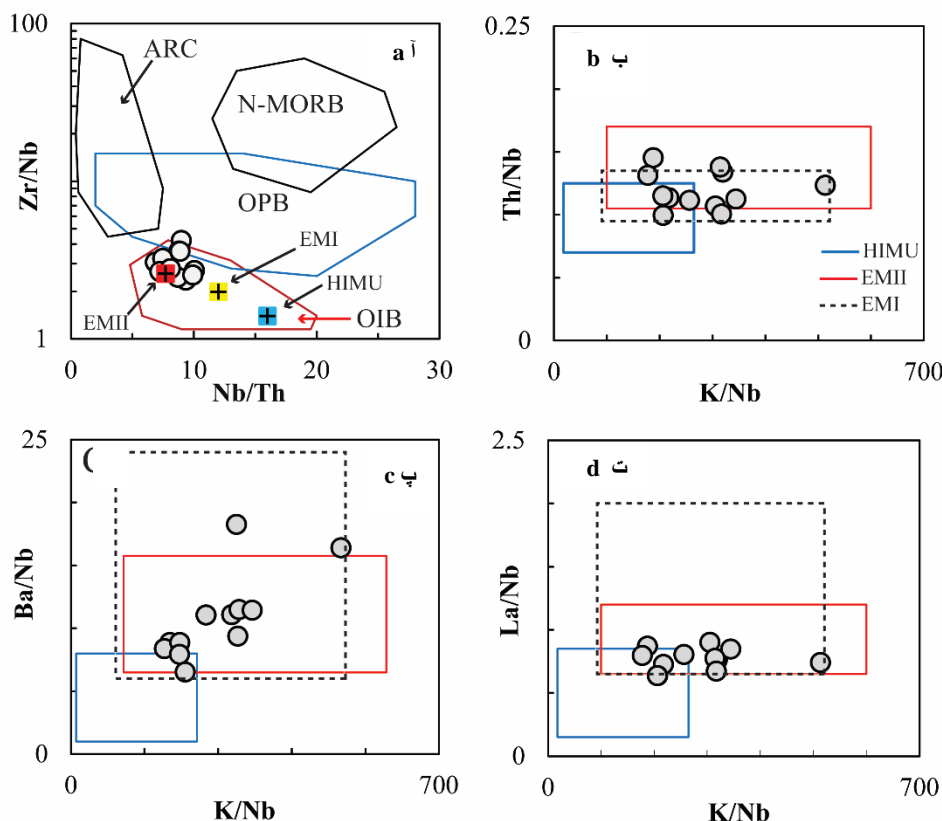 100
a آ
ARC
N-MORB
OPB
EMI
HIMU
EMII
OIB
Zr/Nb
1
0 10 20 30
Nb/Th
0.25
b
Th/Nb
HIMU
EMII
EMI
0
0 700
K/Nb
25
(
c
Ba/Nb
0
0 700
K/Nb
2.5
d
La/Nb
0
0 700
K/Nb